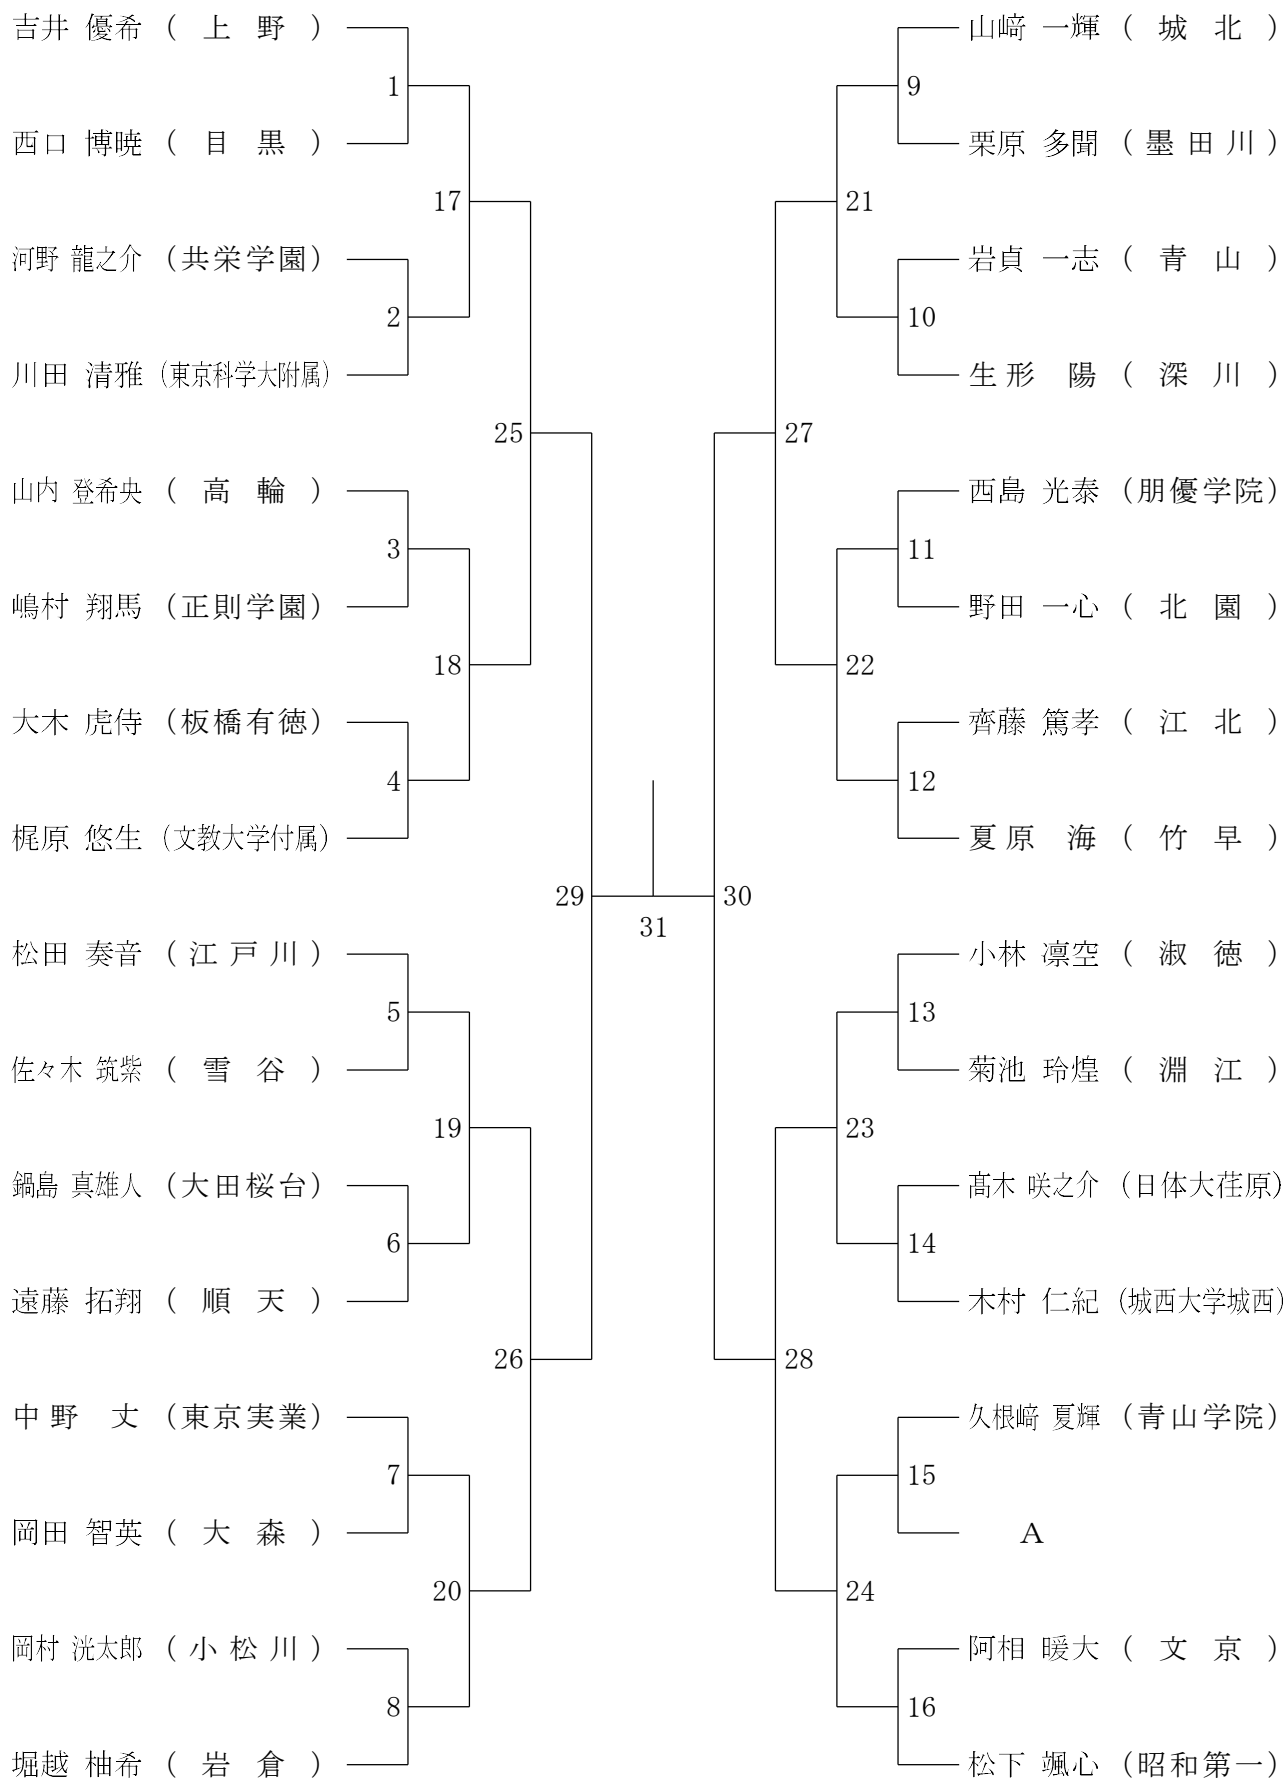 吉井 優希 ( 上 野 )
1
西口 博暁 ( 目 黒 )
17
河野 龍之介 (共栄学園)
2
川田 清雅 (東京科学大附属)
25
山内 登希央 ( 高 輪 )
3
嶋村 翔馬 (正則学園)
18
大木 虎侍 (板橋有徳)
4
梶原 悠生 (文教大学付属)
29
松田 奏音 (江戸川)
5
佐々木 筑紫 ( 雪 谷 )
19
鍋島 真雄人 (大田桜台)
6
遠藤 拓翔 ( 順 天 )
26
中野 丈 (東京実業)
7
岡田 智英 ( 大 森 )
20
岡村 洸太郎 (小松川)
8
堀越 柚希 ( 岩 倉 )
31
山﨑 一輝 ( 城 北 )
9
栗原 多聞 (墨田川)
21
岩貞 一志 ( 青 山 )
10
生形 陽 ( 深 川 )
27
西島 光泰 (朋優学院)
11
野田 一心 ( 北 園 )
22
齊藤 篤孝 ( 江 北 )
12
夏原 海 ( 竹 早 )
30
小林 凛空 ( 淑 徳 )
13
菊池 玲煌 ( 淵 江 )
23
髙木 咲之介 (日体大荏原)
14
木村 仁紀 (城西大学城西)
28
久根﨑 夏輝 (青山学院)
15
A
24
阿相 暖大 ( 文 京 )
16
松下 颯心 (昭和第一)